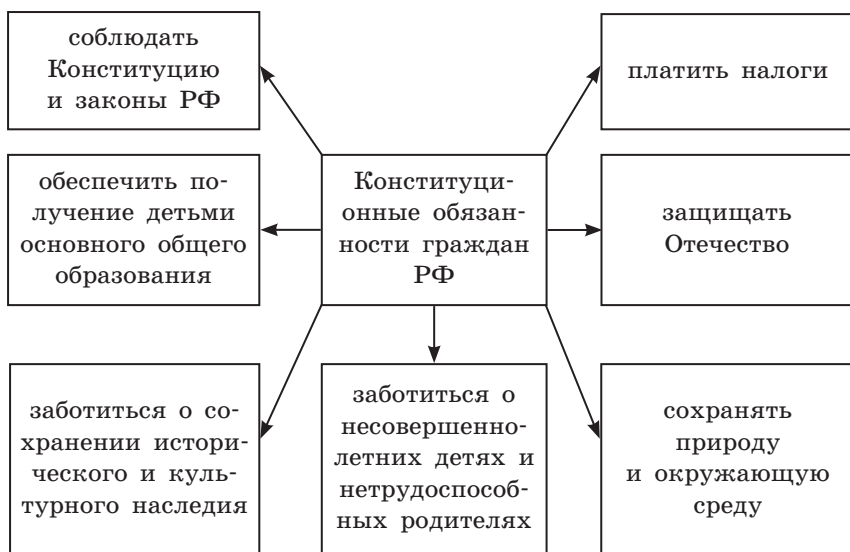 соблюдать
Конституцию
и законы РФ
платить налоги
обеспечить по-
лучение детьми
основного общего
образования
Конституци-
онные обязан-
ности граждан
РФ
защищать
Отечество
заботиться о со-
хранении истори-
ческого и куль-
турного наследия
заботиться о
несовершенно-
летних детях и
нетрудоспособ-
ных родителях
сохранять
природу
и окружающую
среду